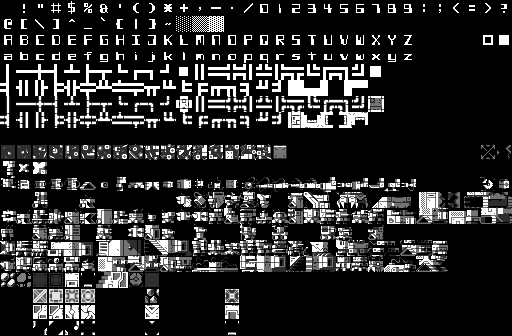 ! " # $ % & ' ( ) * + , - . / 0 1 2 3 4 5 6 7 8 9 : ; < = > ?
@ [ \ ] ^ _ ` { | } ~
A B C D E F G H I J K L M N O P Q R S T U V W X Y Z
a b c d e f g h i j k l m n o p q r s t u v w x y z